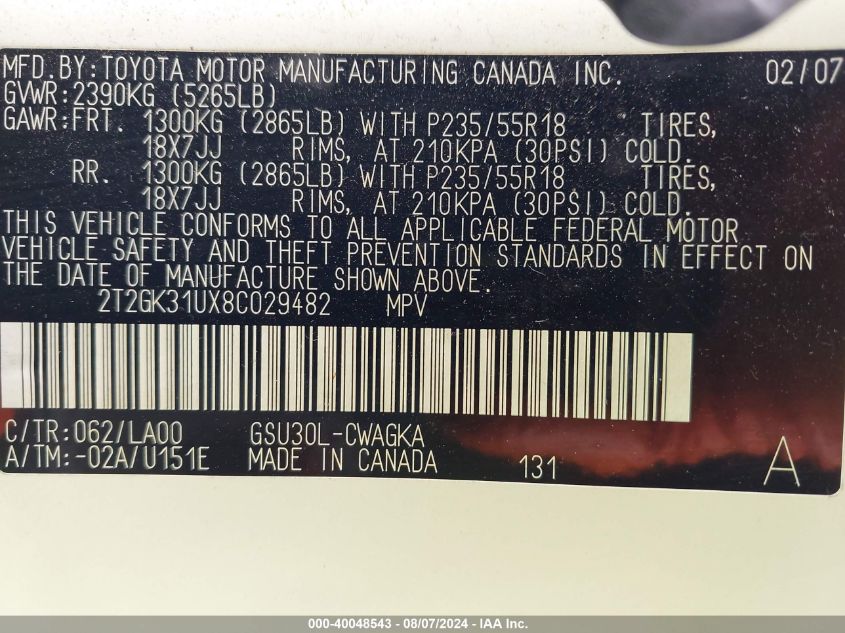 MFD.BY:TOYOTA MOTOR MANUFACTURING CANADA INC. 02/07
GVWR:2390KG (5265LB)
GAWR:FRT. 1300KG (2865LB) WITH P235/55R18 TIRES,
18X7JJ RIMS, AT 210KPA (30PSI) COLD.
RR. 1300KG (2865LB) WITH P235/55R18 TIRES,
18X7JJ RIMS, AT 210KPA (30PSI) COLD.
THIS VEHICLE CONFORMS TO ALL APPLICABLE FEDERAL MOTOR
VEHICLE SAFETY AND THEFT PREVENTION STANDARDS IN EFFECT ON
THE DATE OF MANUFACTURE SHOWN ABOVE.
2T2GK31UX8C029482 MPV
C/TR:062/LA00 GSU30L-CWAGKA
A/TM:-02A/U151E MADE IN CANADA 131 A
000-40048543 - 08/07/2024 - IAA Inc.